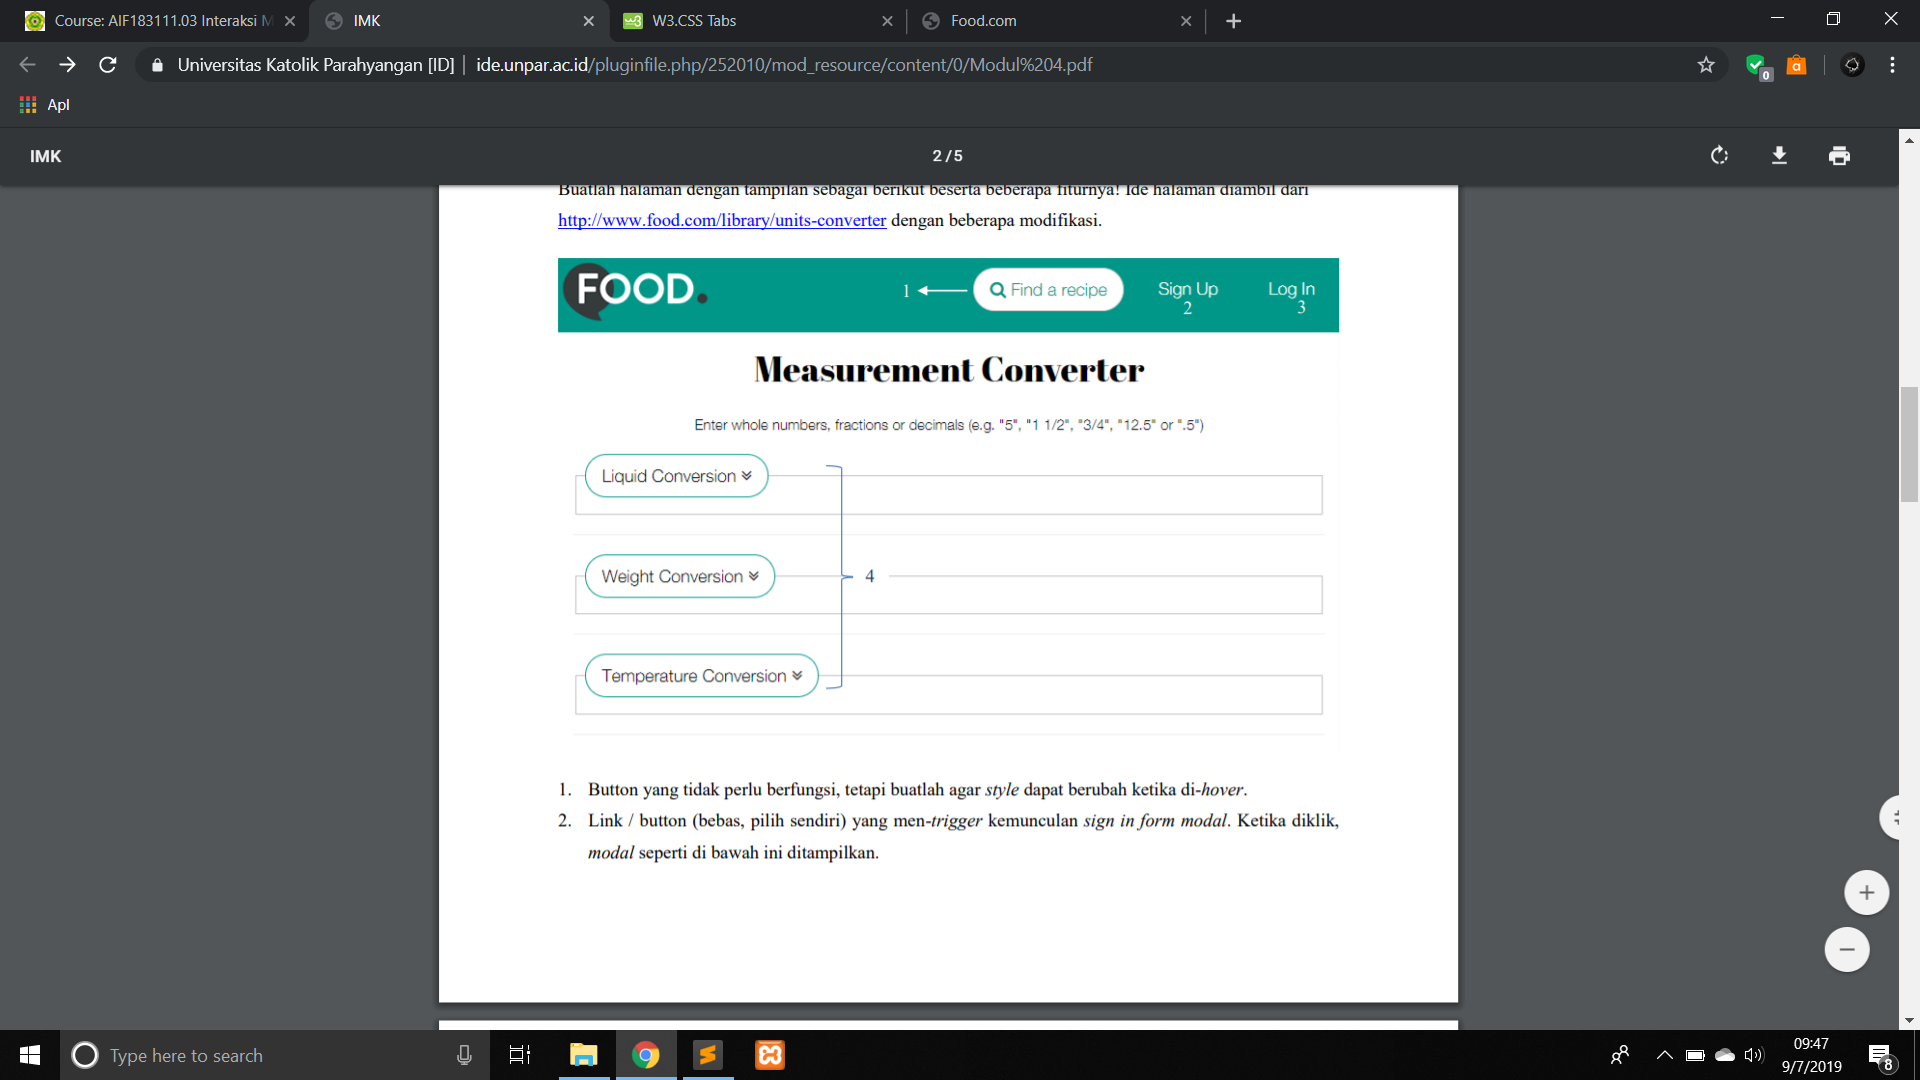 Course: AIF183111.03 Interaksi M
IMK
W3.CSS Tabs
Food.com
Universitas Katolik Parahyangan [ID]
ide.unpar.ac.id/pluginfile.php/252010/mod_resource/content/0/Modul%204.pdf
0
a
Apl
IMK
2 / 5
Buatlah halaman dengan tampilan sebagai berikut beserta beberapa fiturnya! Ide halaman diambil dari
http://www.food.com/library/units-converter dengan beberapa modifikasi.
FOOD.
1
Find a recipe
Sign Up
Log In
2
3
Measurement Converter
Enter whole numbers, fractions or decimals (e.g. "5", "1 1/2", "3/4", "12.5" or ".5")
Liquid Conversion
Weight Conversion
4
Temperature Conversion
1. Button yang tidak perlu berfungsi, tetapi buatlah agar style dapat berubah ketika di-hover.
2. Link / button (bebas, pilih sendiri) yang men-trigger kemunculan sign in form modal. Ketika diklik,
modal seperti di bawah ini ditampilkan.
Type here to search
09:47
9/7/2019
8